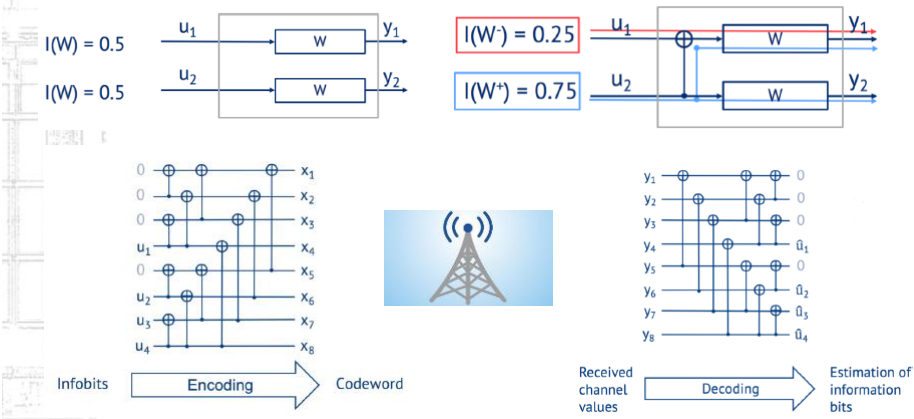 I(W) = 0.5
u1
W
y1
I(W) = 0.5
u2
W
y2
I(W⁻) = 0.25
u1
W
y1
I(W⁺) = 0.75
u2
W
y2
0
x1
0
x2
0
x3
u1
x4
0
x5
u2
x6
u3
x7
u4
x8
Infobits
Encoding
Codeword
y1
0
y2
0
y3
0
y4
û1
y5
0
y6
û2
y7
û3
y8
û4
Received
channel
values
Decoding
Estimation of
information
bits